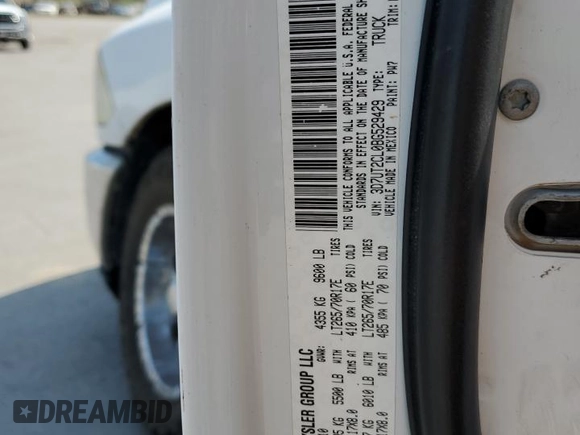 SLER GROUP LLC
GVWR: 4355 KG 9600 LB
5500 LB WITH LT265/70R17E TIRES
17X8.0 RIMS AT 410 KPA ( 60 PSI) COLD
KG 6010 LB WITH LT265/70R17E TIRES
17X8.0 RIMS AT 485 KPA ( 70 PSI) COLD
THIS VEHICLE CONFORMS TO ALL APPLICABLE U.S.A. FEDERAL
STANDARDS IN EFFECT ON THE DATE OF MANUFACTURE SH
VIN: 3D7UT2CL0BG529429 TYPE: TRUCK
VEHICLE MADE IN MEXICO PAINT: PW7 TRIM:
DREAMBID